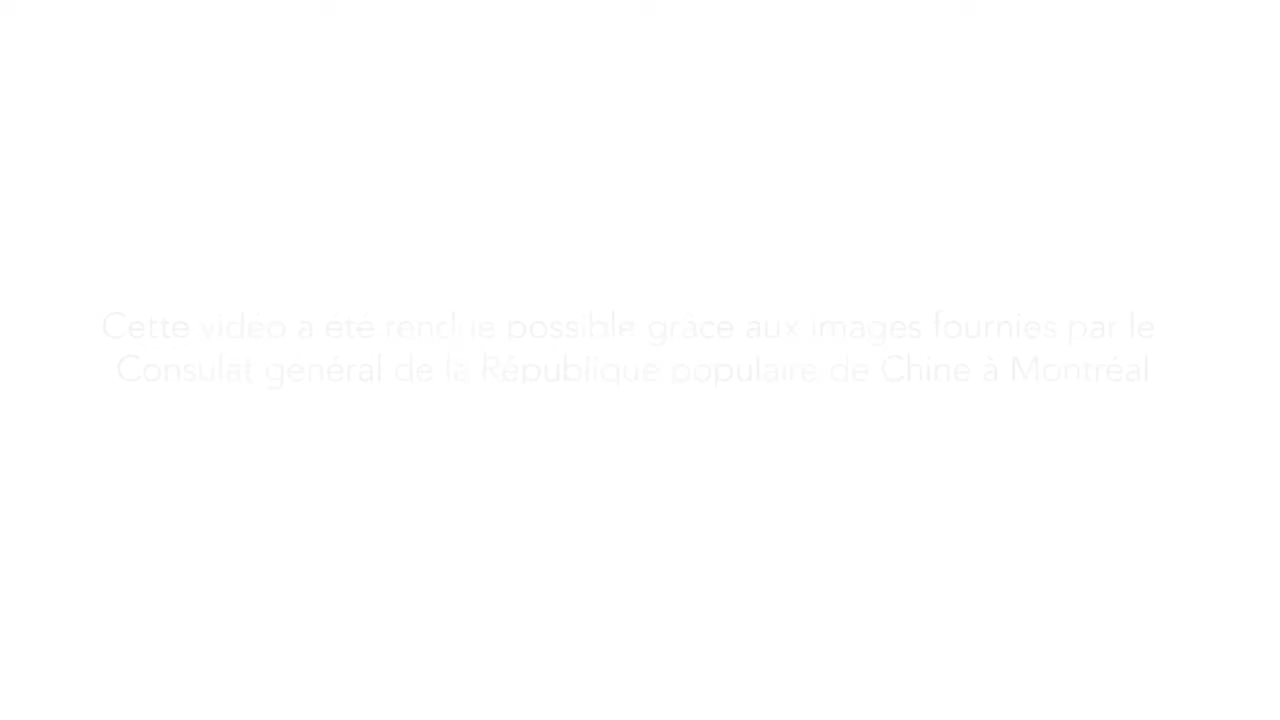 Cette vidéo a été rendue possible grâce aux images fournies par le
Consulat général de la République populaire de Chine à Montréal